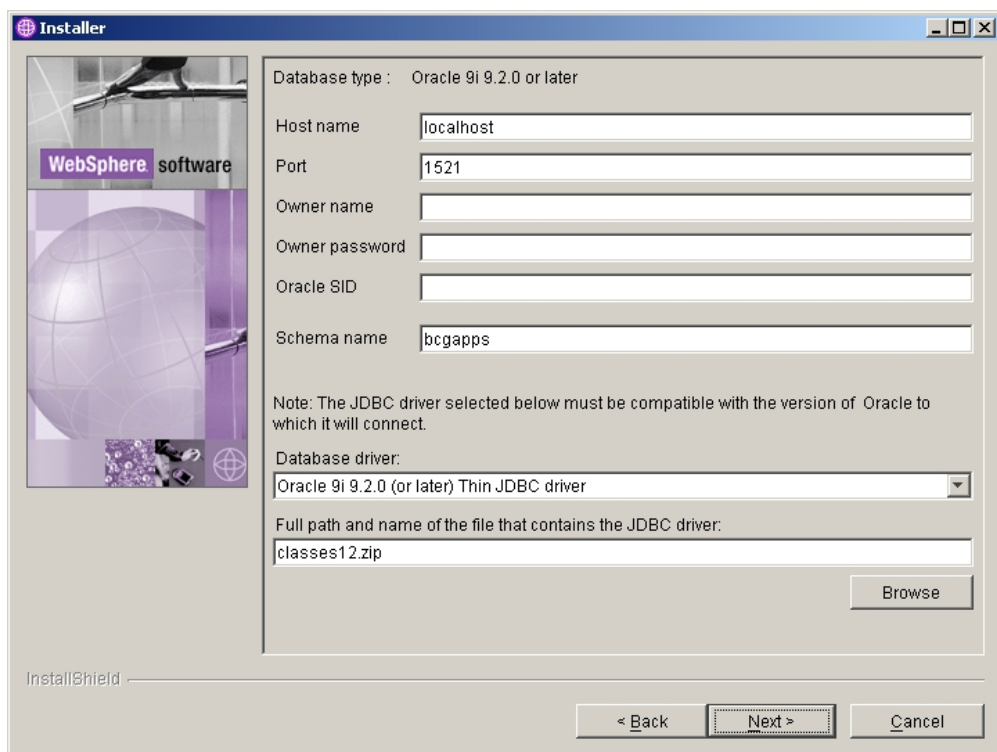 Installer
WebSphere software
Database type : Oracle 9i 9.2.0 or later
Host name localhost
Port 1521
Owner name
Owner password
Oracle SID
Schema name bcgapps
Note: The JDBC driver selected below must be compatible with the version of Oracle to
which it will connect.
Database driver:
Oracle 9i 9.2.0 (or later) Thin JDBC driver
Full path and name of the file that contains the JDBC driver:
classes12.zip
Browse
InstallShield
< Back Next > Cancel